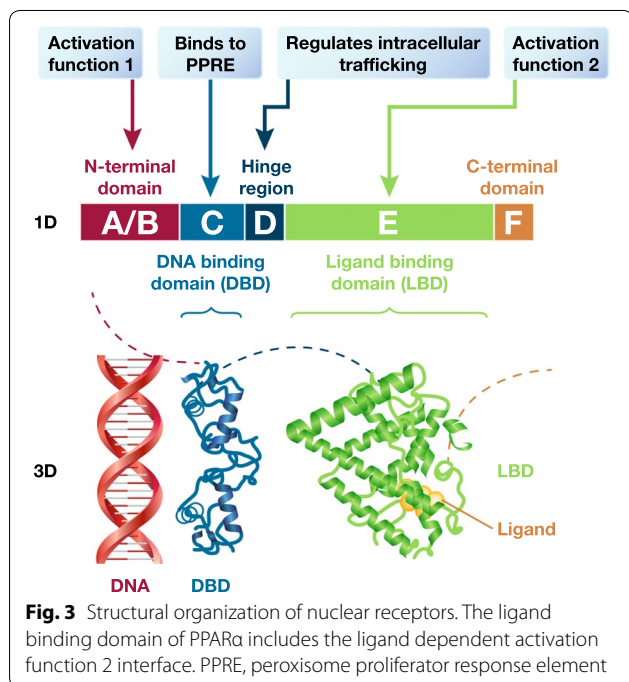 Activation
function 1
Binds to
PPRE
Regulates intracellular
trafficking
Activation
function 2
N-terminal
domain
Hinge
region
C-terminal
domain
1D
A/B
C
D
E
F
DNA binding
domain (DBD)
Ligand binding
domain (LBD)
3D
LBD
Ligand
DNA
DBD
Fig. 3 Structural organization of nuclear receptors. The ligand
binding domain of PPARα includes the ligand dependent activation
function 2 interface. PPRE, peroxisome proliferator response element